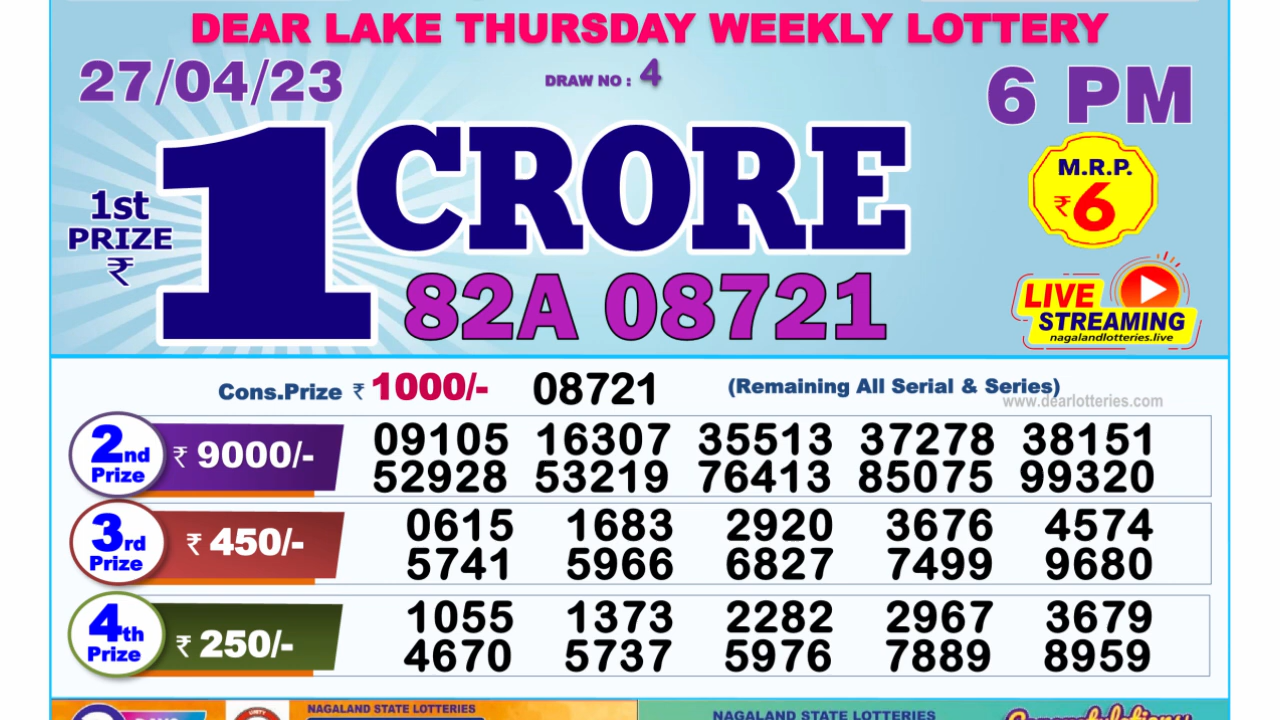 DEAR LAKE THURSDAY WEEKLY LOTTERY
27/04/23
DRAW NO : 4
6 PM
1st
PRIZE
₹
1 CRORE
82A 08721
M.R.P.
₹6
LIVE
STREAMING
nagalandlotteries.live
Cons.Prize ₹ 1000/- 08721 (Remaining All Serial & Series)
www.dearlotteries.com
2nd
Prize
₹ 9000/-
09105 16307 35513 37278 38151
52928 53219 76413 85075 99320
3rd
Prize
₹ 450/-
0615 1683 2920 3676 4574
5741 5966 6827 7499 9680
4th
Prize
₹ 250/-
1055 1373 2282 2967 3679
4670 5737 5976 7889 8959
NAGALAND STATE LOTTERIES
NAGALAND STATE LOTTERIES